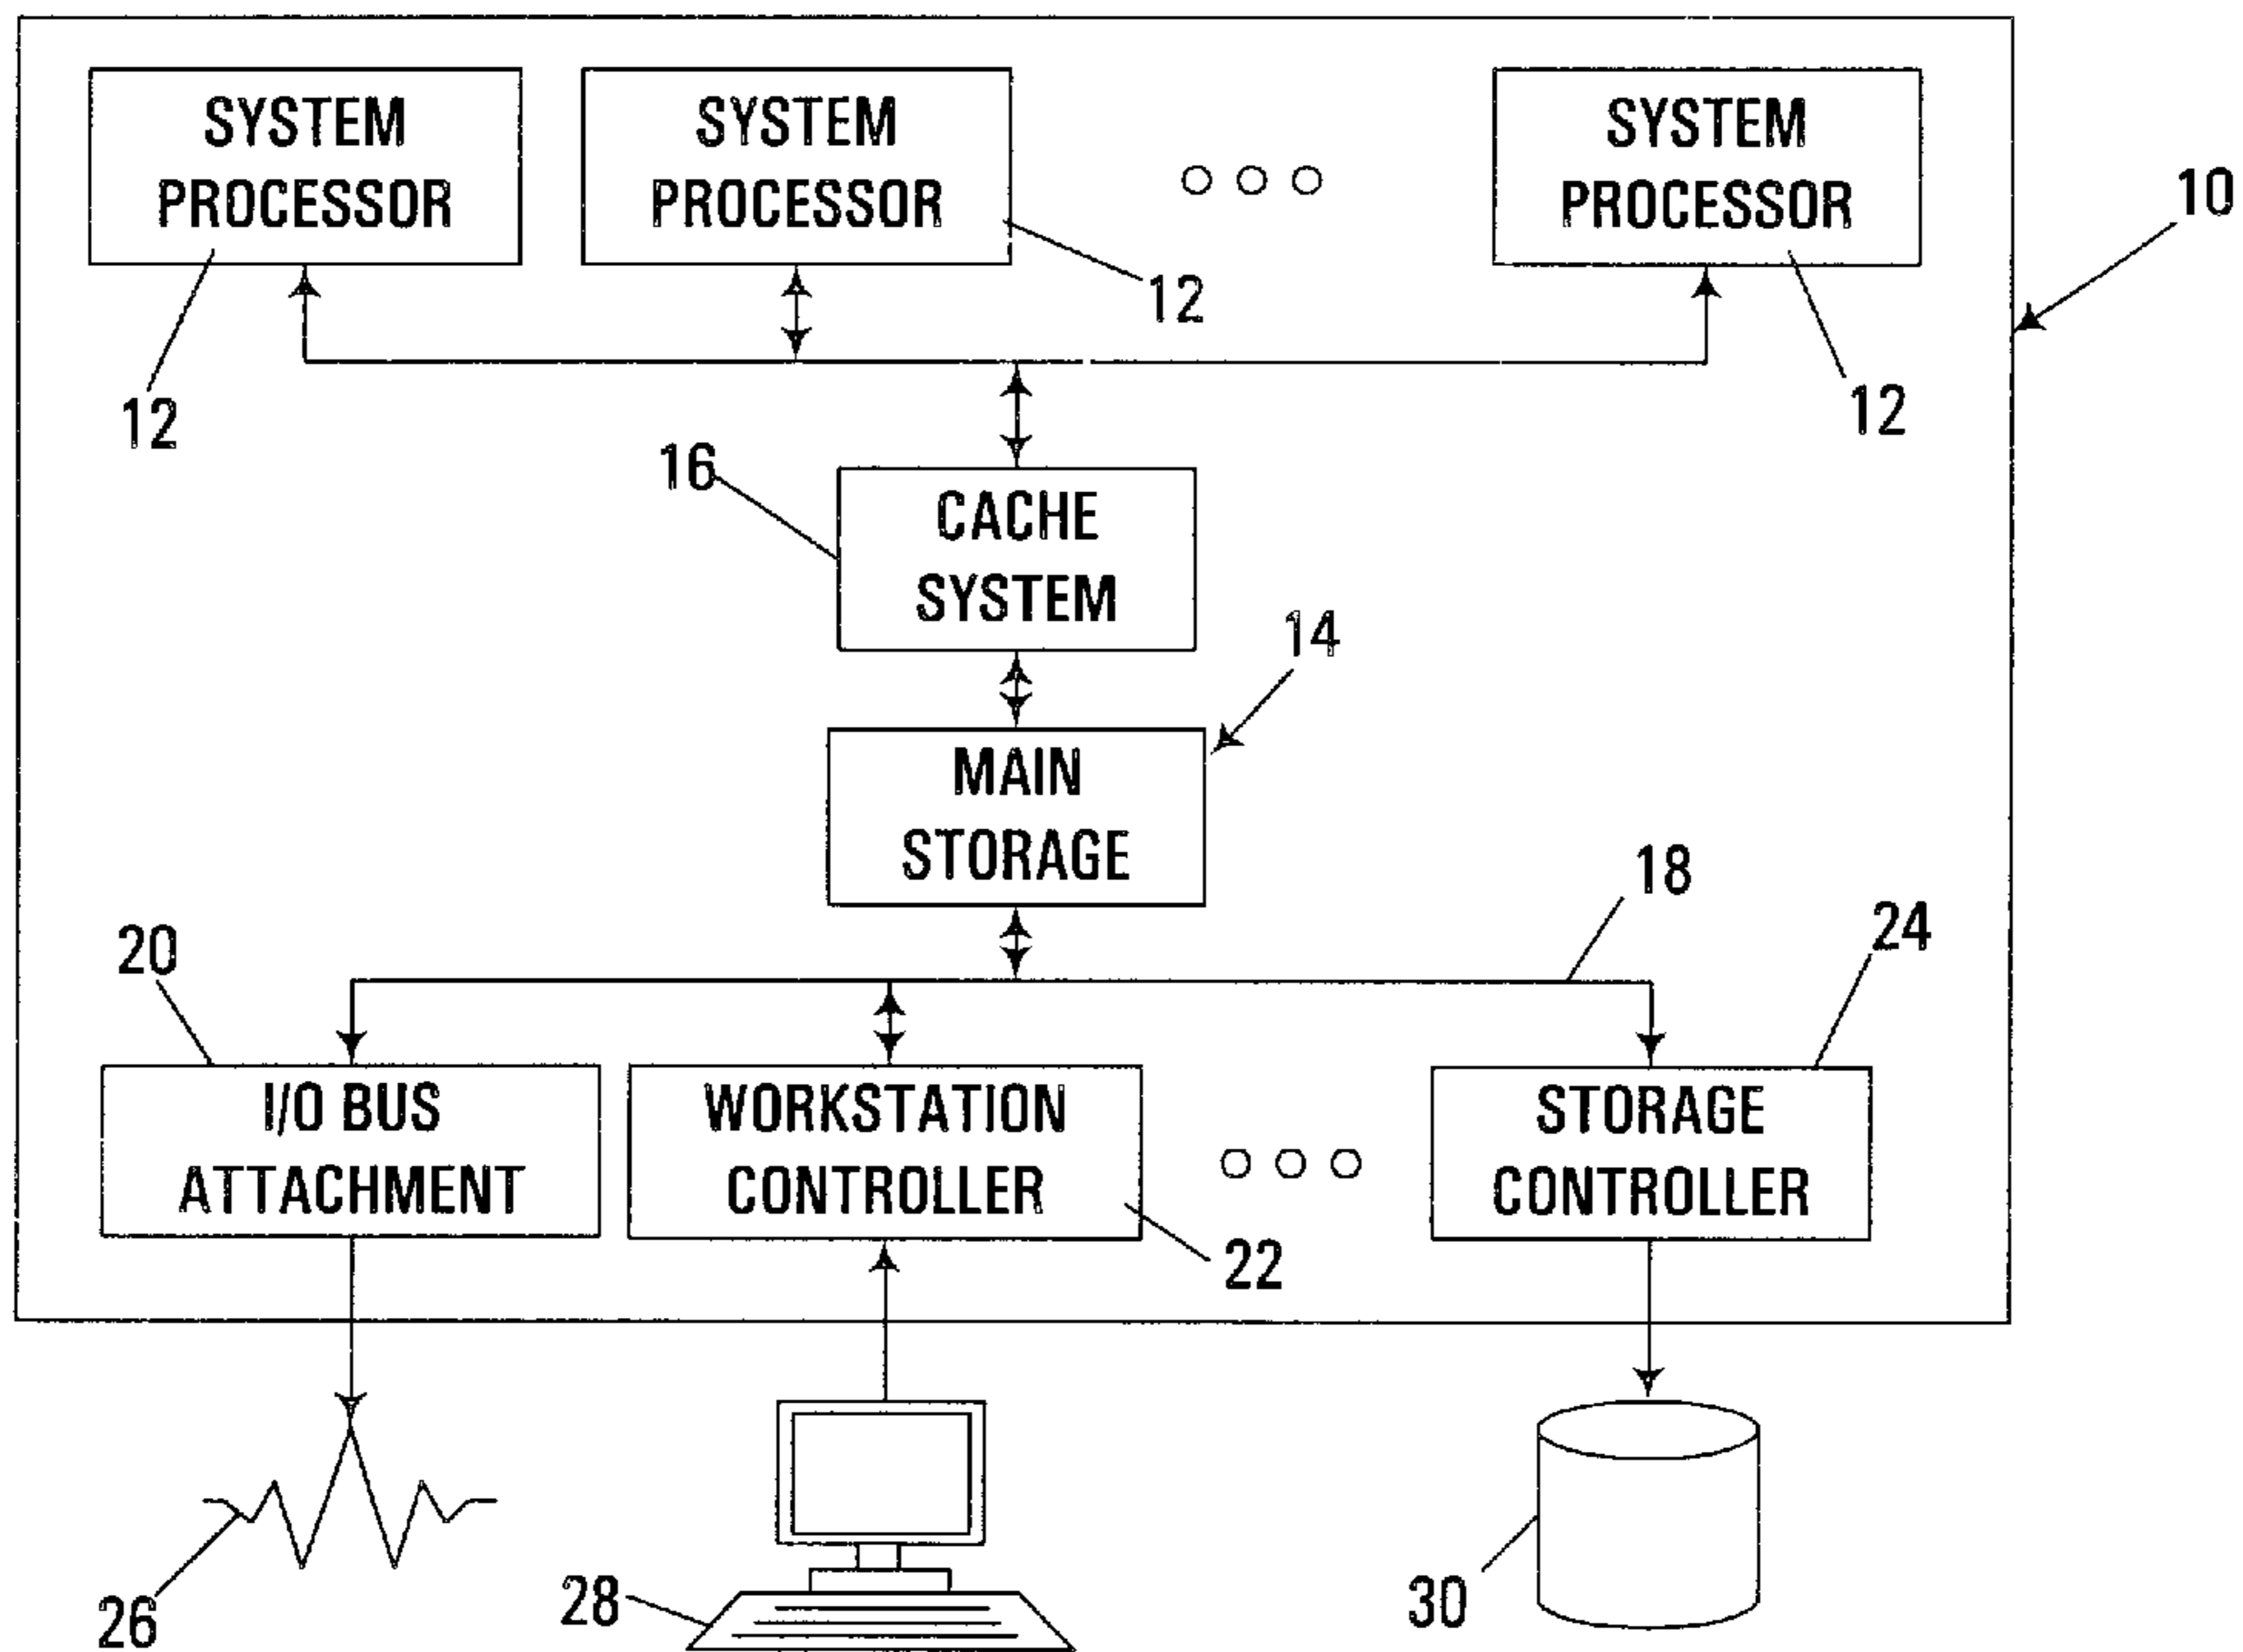 SYSTEM
PROCESSOR
SYSTEM
PROCESSOR
SYSTEM
PROCESSOR
10
12
12
12
16
CACHE
SYSTEM
14
MAIN
STORAGE
18
20
24
I/O BUS
ATTACHMENT
WORKSTATION
CONTROLLER
STORAGE
CONTROLLER
22
26
28
30